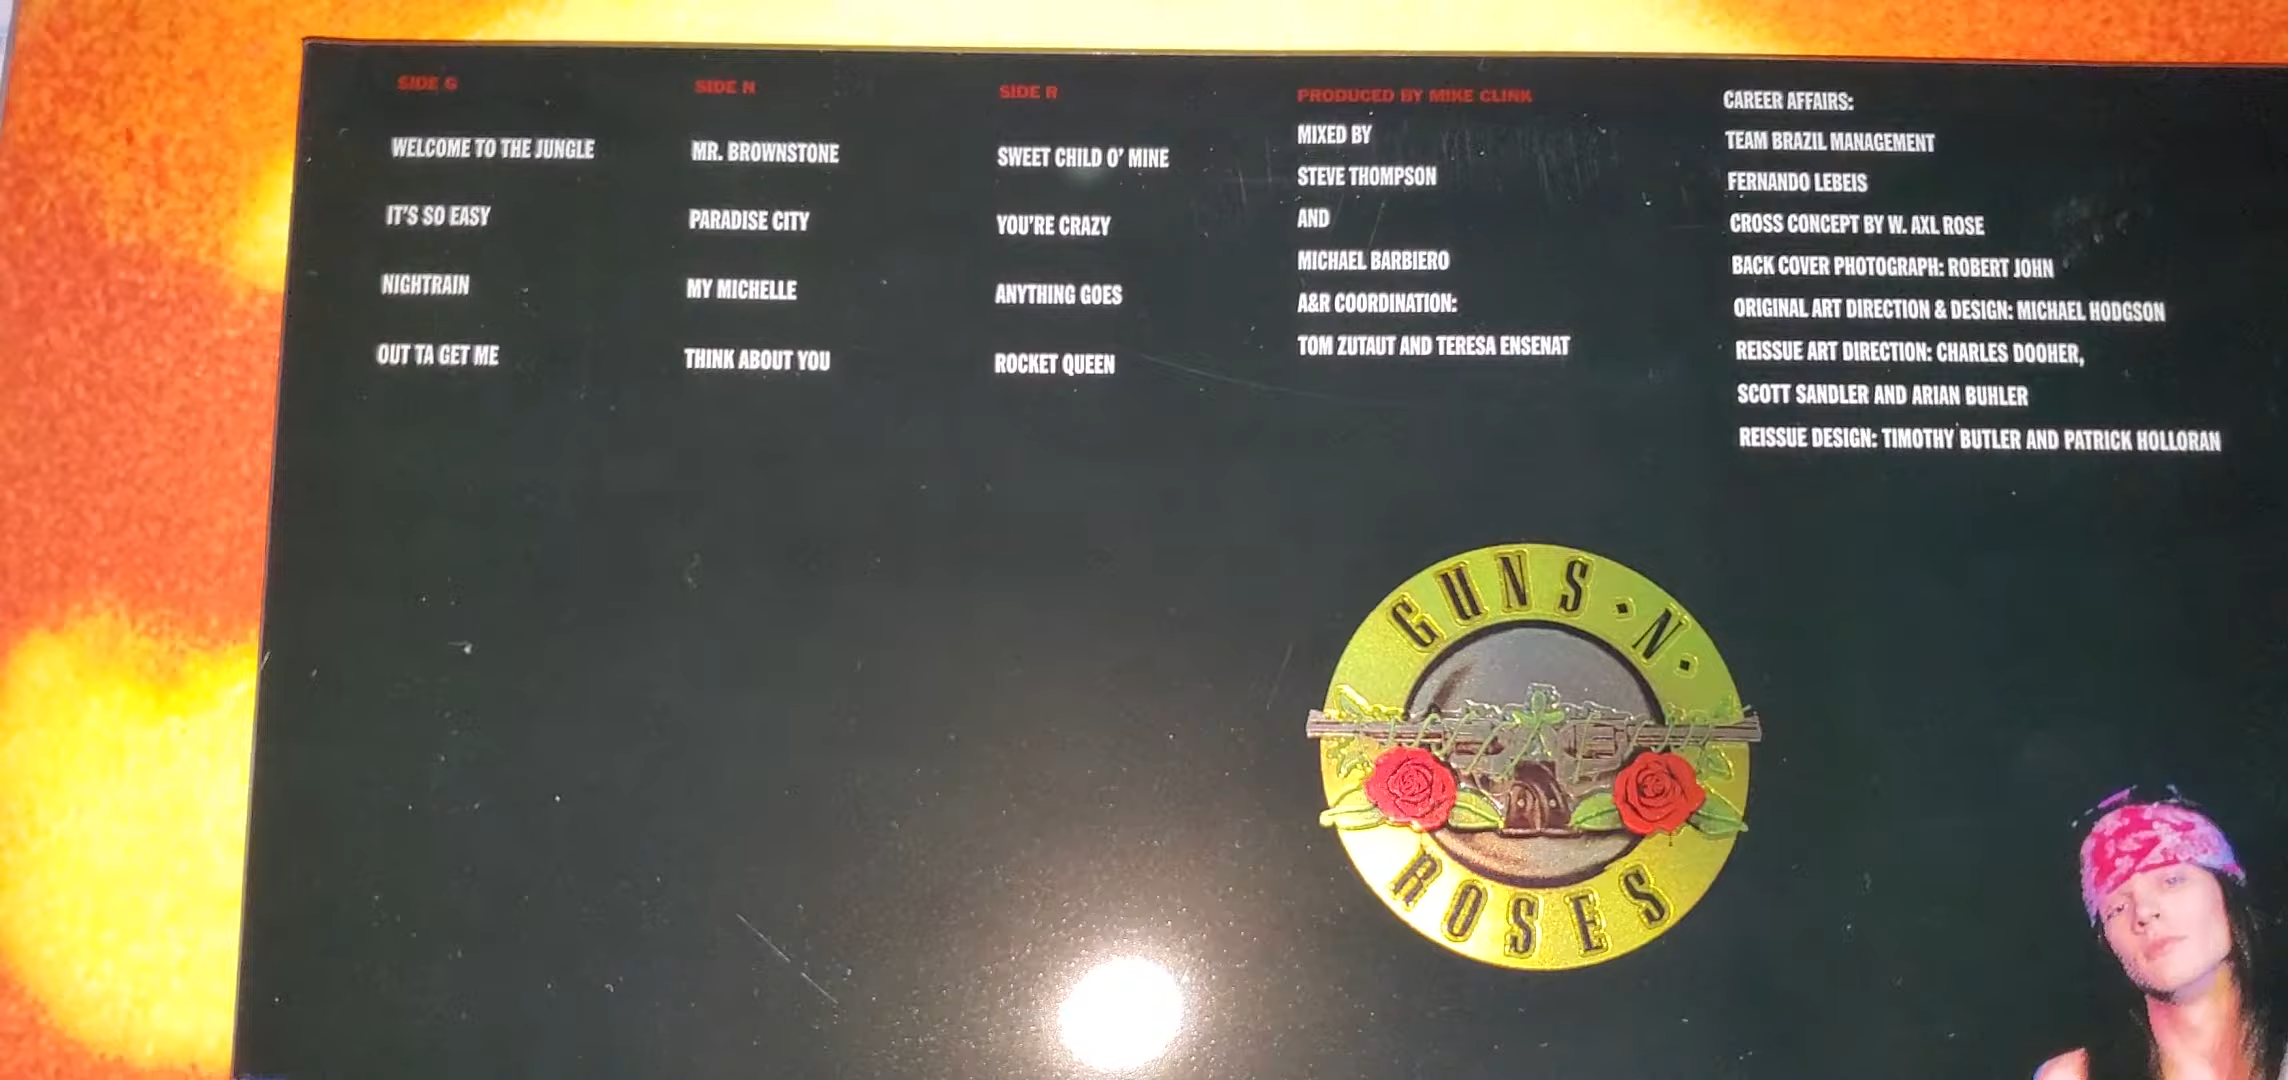 SIDE G
WELCOME TO THE JUNGLE
IT'S SO EASY
NIGHTRAIN
OUT TA GET ME
SIDE N
MR. BROWNSTONE
PARADISE CITY
MY MICHELLE
THINK ABOUT YOU
SIDE R
SWEET CHILD O' MINE
YOU'RE CRAZY
ANYTHING GOES
ROCKET QUEEN
PRODUCED BY MIKE CLINK
MIXED BY
STEVE THOMPSON
AND
MICHAEL BARBIERO
A&R COORDINATION:
TOM ZUTAUT AND TERESA ENSENAT
CAREER AFFAIRS:
TEAM BRAZIL MANAGEMENT
FERNANDO LEBEIS
CROSS CONCEPT BY W. AXL ROSE
BACK COVER PHOTOGRAPH: ROBERT JOHN
ORIGINAL ART DIRECTION & DESIGN: MICHAEL HODGSON
REISSUE ART DIRECTION: CHARLES DOOHER,
SCOTT SANDLER AND ARIAN BUHLER
REISSUE DESIGN: TIMOTHY BUTLER AND PATRICK HOLLORAN
GUNS·N·
ROSES